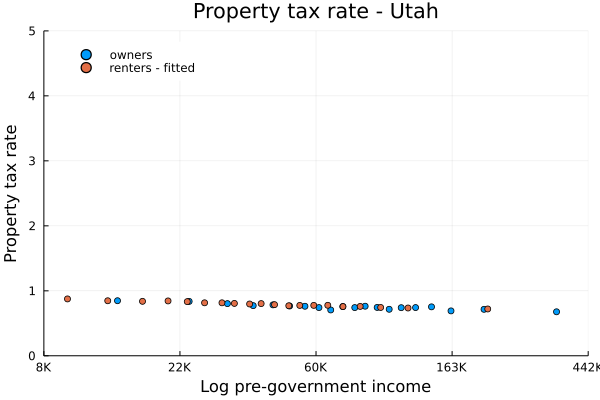 Property tax rate - Utah
5
owners
renters - fitted
4
3
2
1
0
Property tax rate
8K 22K 60K 163K 442K
Log pre-government income